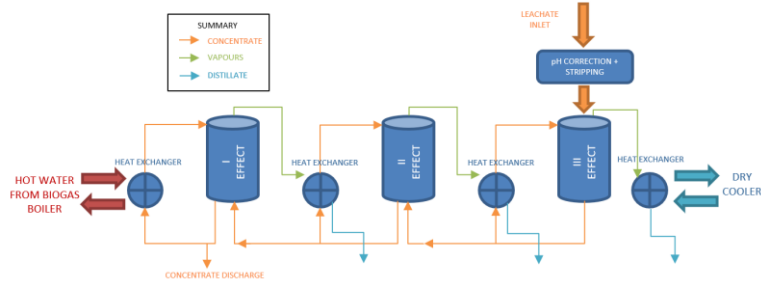 SUMMARY
CONCENTRATE
VAPOURS
DISTILLATE
LEACHATE
INLET
pH CORRECTION +
STRIPPING
HOT WATER
FROM BIOGAS
BOILER
HEAT EXCHANGER
I
EFFECT
HEAT EXCHANGER
II
EFFECT
HEAT EXCHANGER
III
EFFECT
HEAT EXCHANGER
DRY
COOLER
CONCENTRATE DISCHARGE